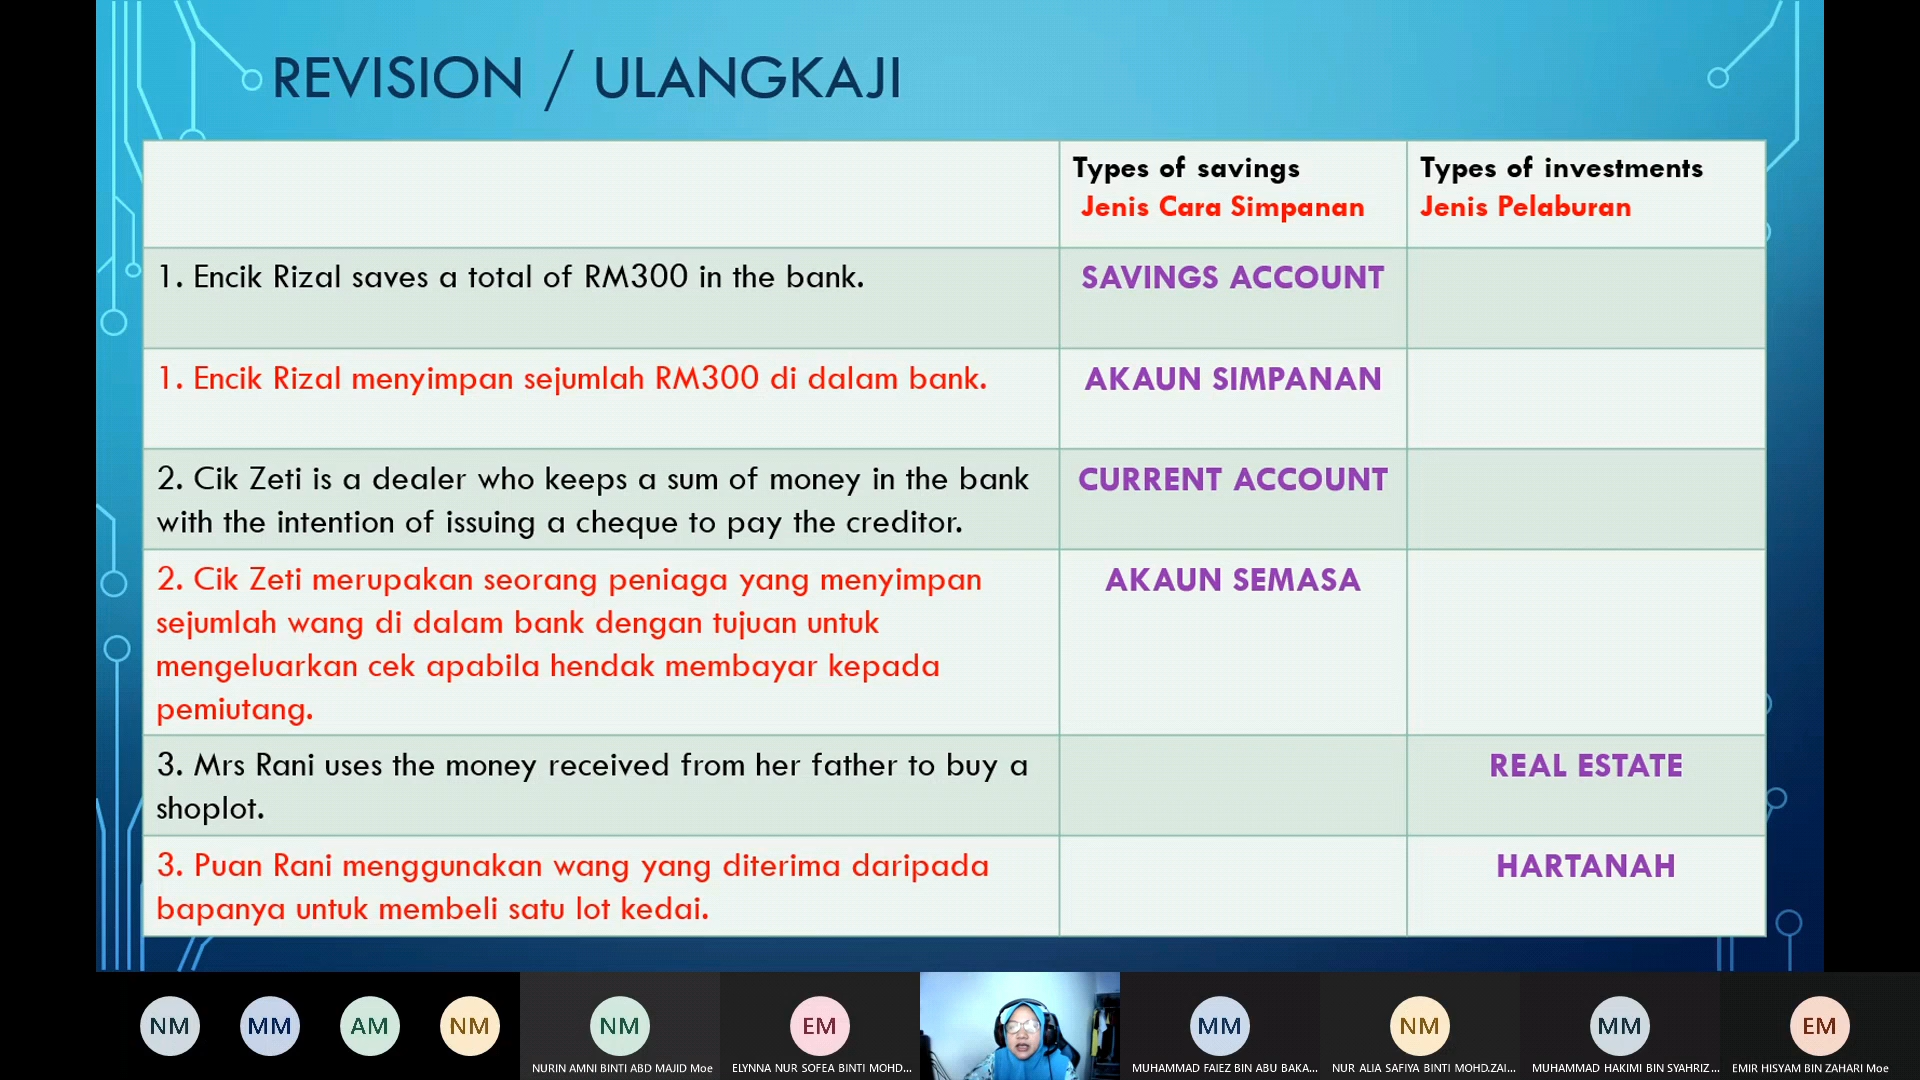 REVISION / ULANGKAJI
Types of savings
Jenis Cara Simpanan
Types of investments
Jenis Pelaburan
1. Encik Rizal saves a total of RM300 in the bank.
SAVINGS ACCOUNT
1. Encik Rizal menyimpan sejumlah RM300 di dalam bank.
AKAUN SIMPANAN
2. Cik Zeti is a dealer who keeps a sum of money in the bank
with the intention of issuing a cheque to pay the creditor.
CURRENT ACCOUNT
2. Cik Zeti merupakan seorang peniaga yang menyimpan
sejumlah wang di dalam bank dengan tujuan untuk
mengeluarkan cek apabila hendak membayar kepada
pemiutang.
AKAUN SEMASA
3. Mrs Rani uses the money received from her father to buy a
shoplot.
REAL ESTATE
3. Puan Rani menggunakan wang yang diterima daripada
bapanya untuk membeli satu lot kedai.
HARTANAH
NM
MM
AM
NM
NM
NURIN AMNI BINTI ABD MAJID Moe
EM
ELYNNA NUR SOFEA BINTI MOHD...
MM
MUHAMMAD FAIEZ BIN ABU BAKA...
NM
NUR ALIA SAFIYA BINTI MOHD.ZAI...
MM
MUHAMMAD HAKIMI BIN SYAHRIZ...
EM
EMIR HISYAM BIN ZAHARI Moe